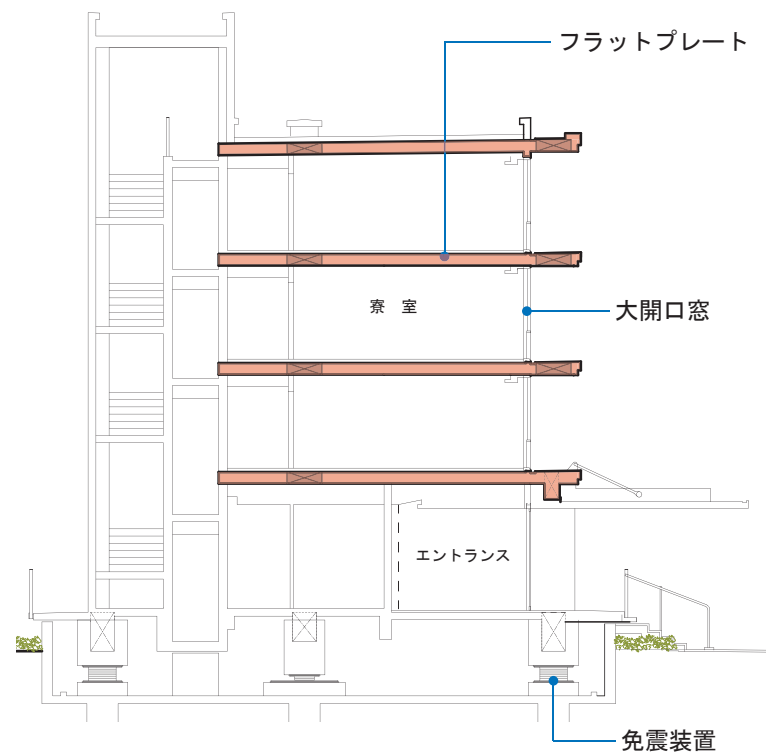 フラットプレート
寮 室
大開口窓
エントランス
免震装置